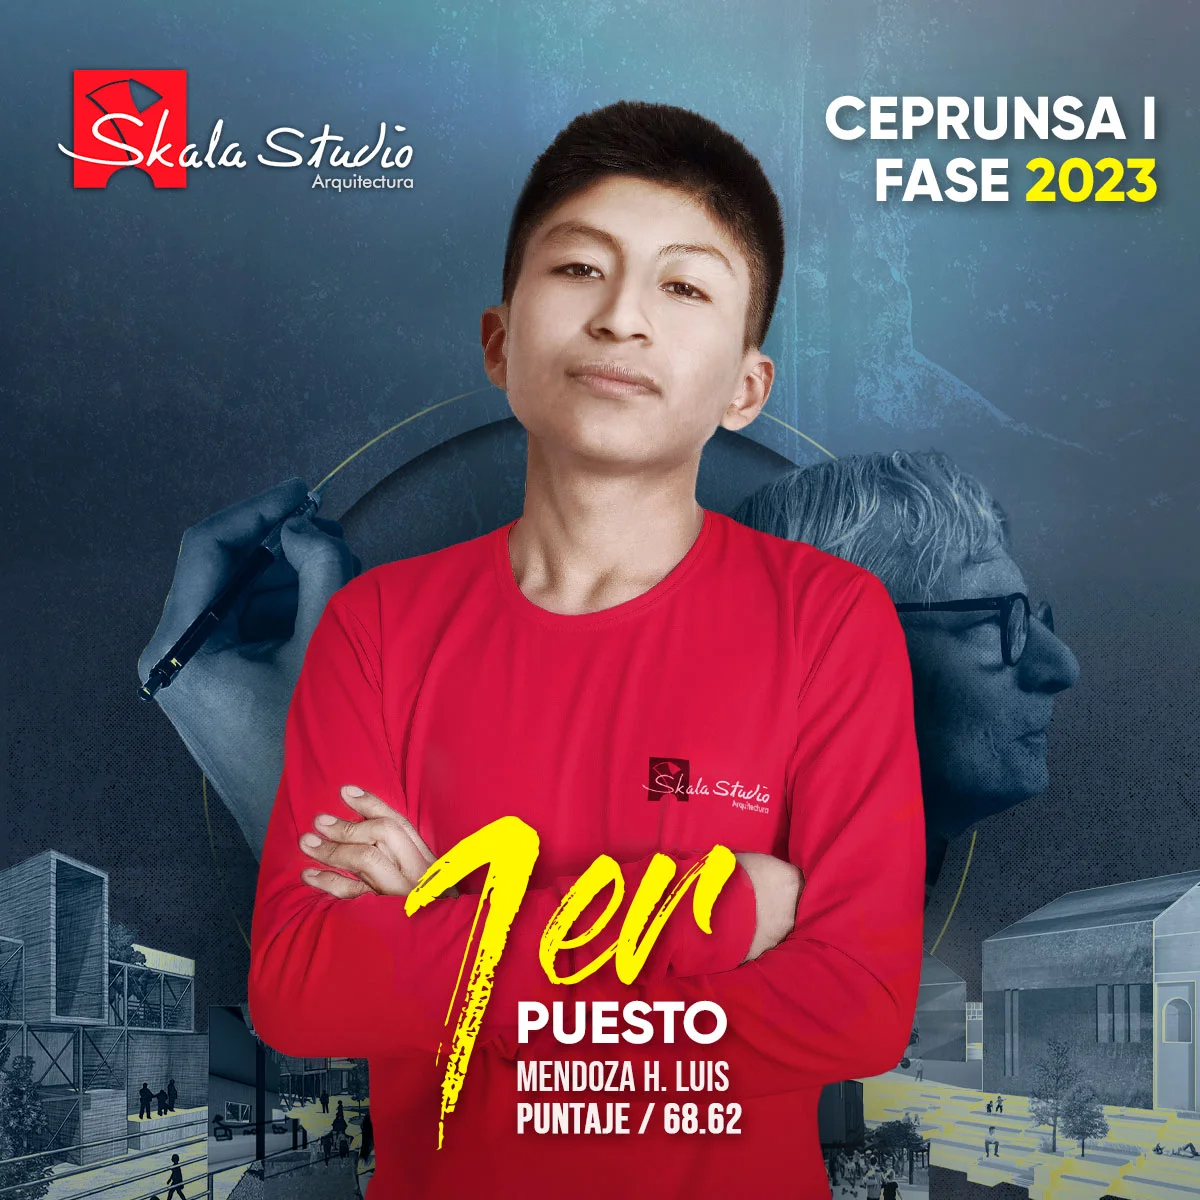 Skala Studio
Arquitectura
CEPRUNSA I
FASE 2023
Skala Studio
Arquitectura
1er
PUESTO
MENDOZA H. LUIS
PUNTAJE / 68.62